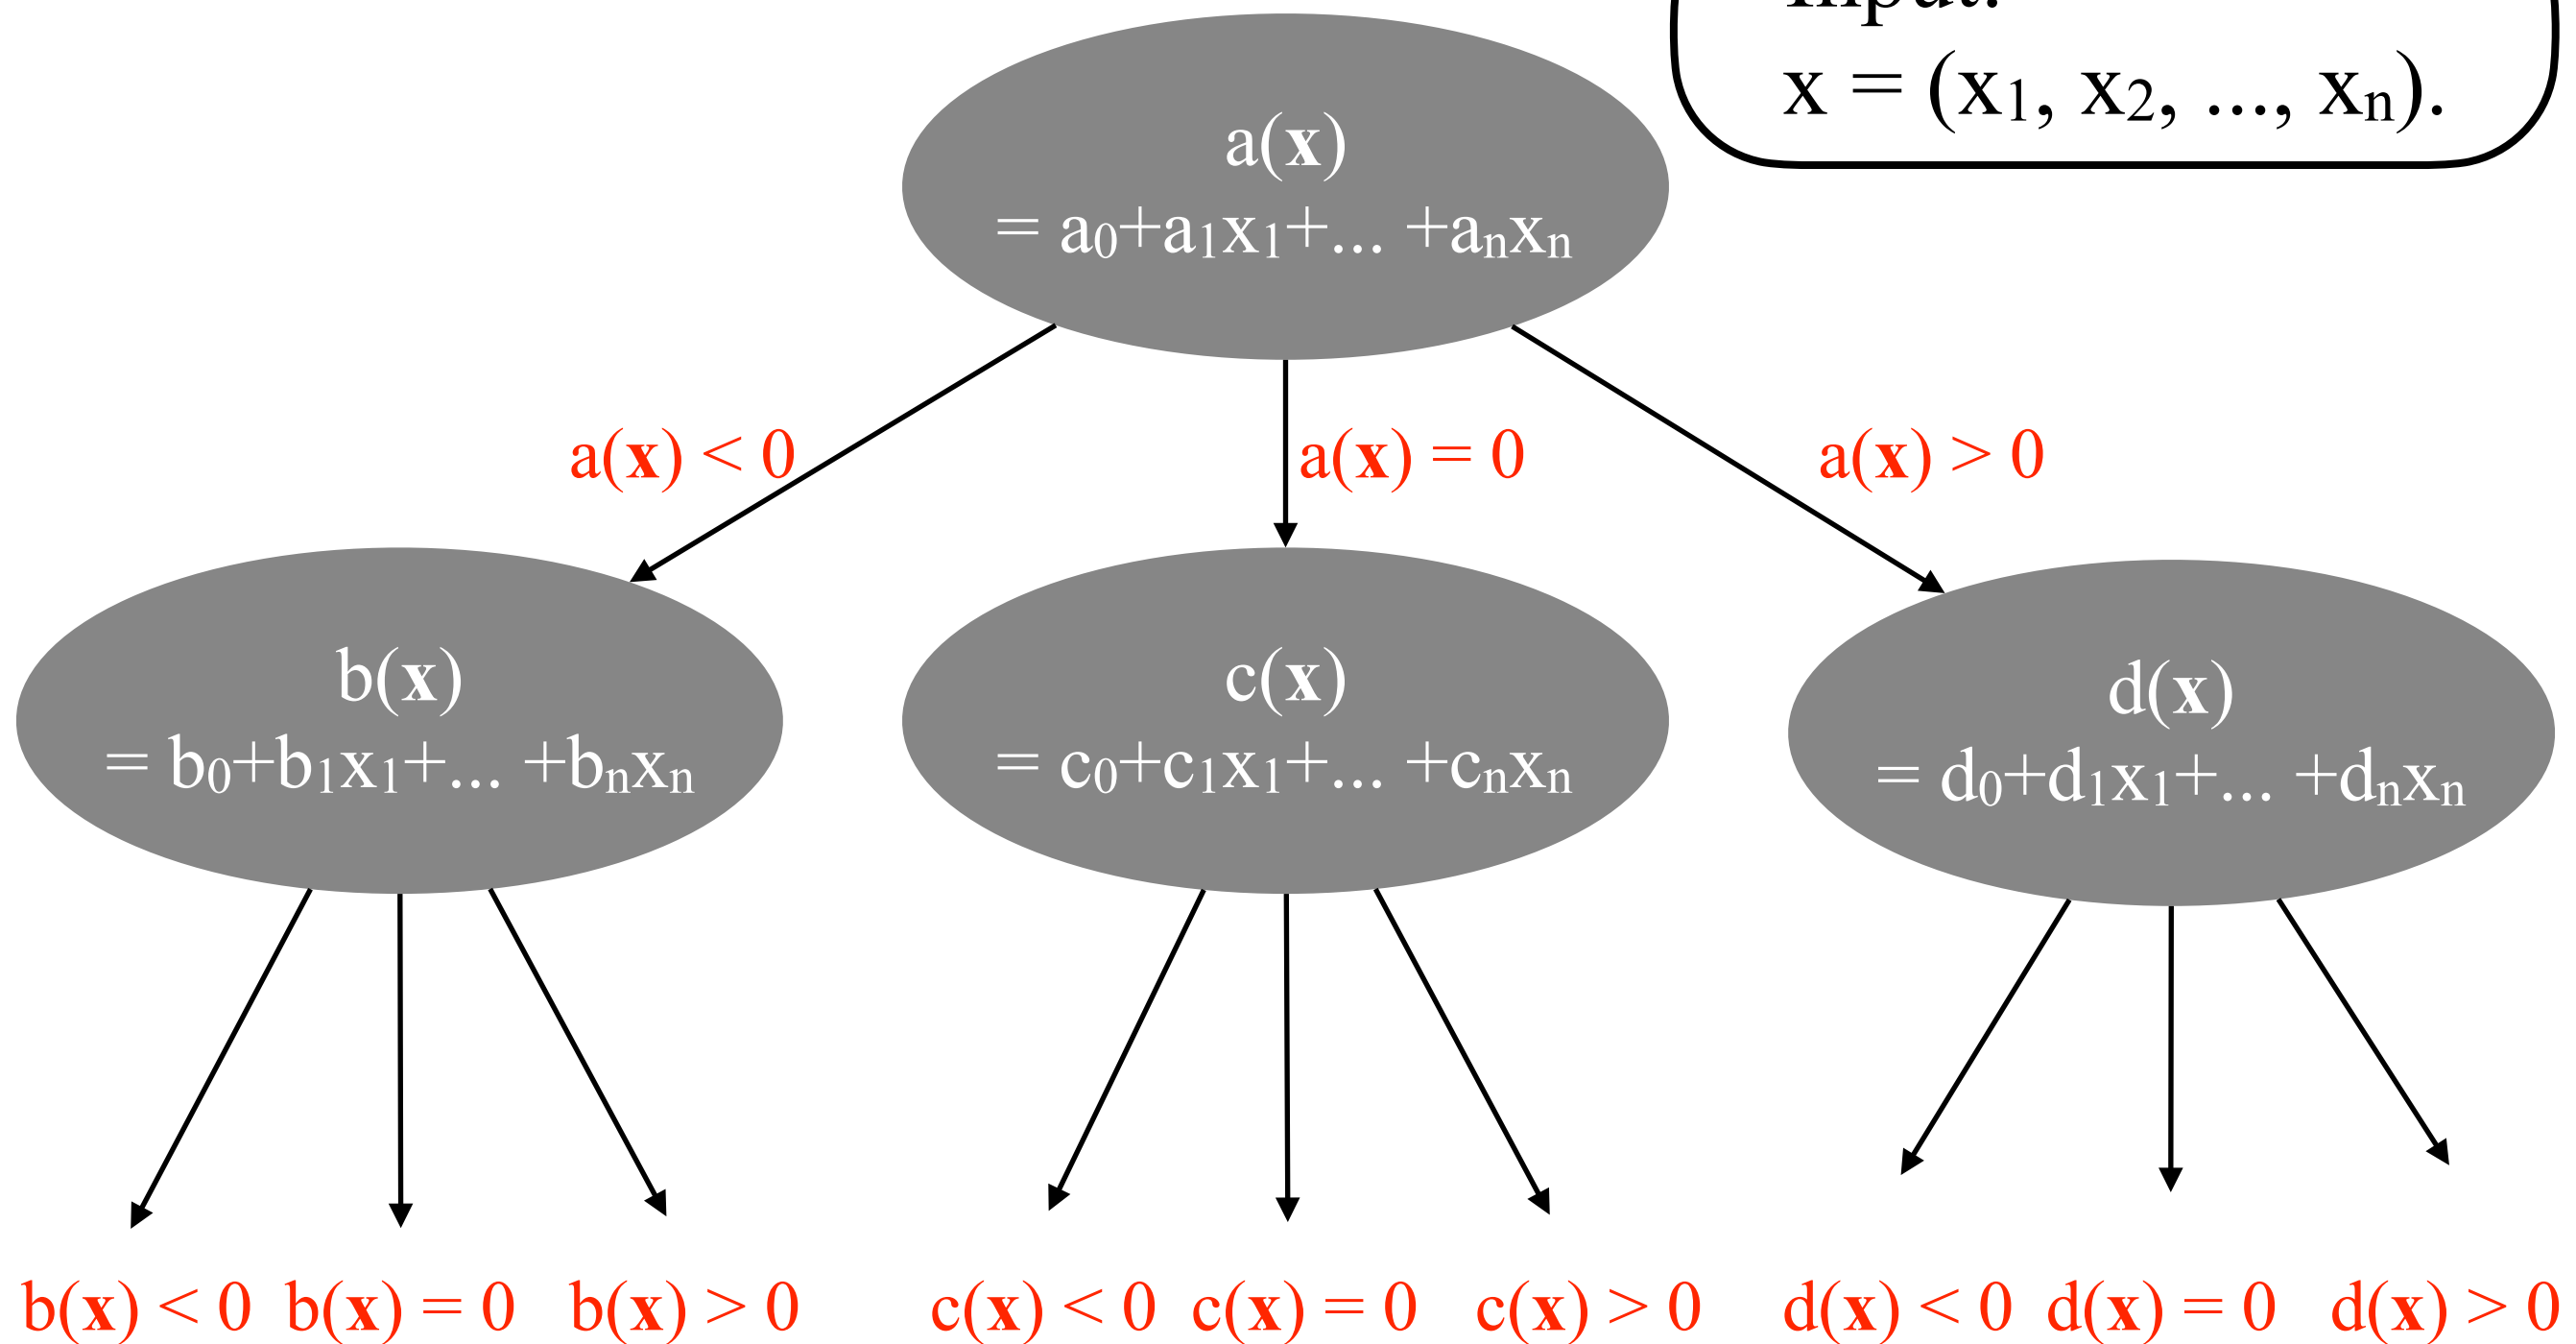 Input:
x = (x₁, x₂, ..., xₙ).
a(x)
= a₀+a₁x₁+... +aₙxₙ
a(x) < 0
a(x) = 0
a(x) > 0
b(x)
= b₀+b₁x₁+... +bₙxₙ
c(x)
= c₀+c₁x₁+... +cₙxₙ
d(x)
= d₀+d₁x₁+... +dₙxₙ
b(x) < 0
b(x) = 0
b(x) > 0
c(x) < 0
c(x) = 0
c(x) > 0
d(x) < 0
d(x) = 0
d(x) > 0